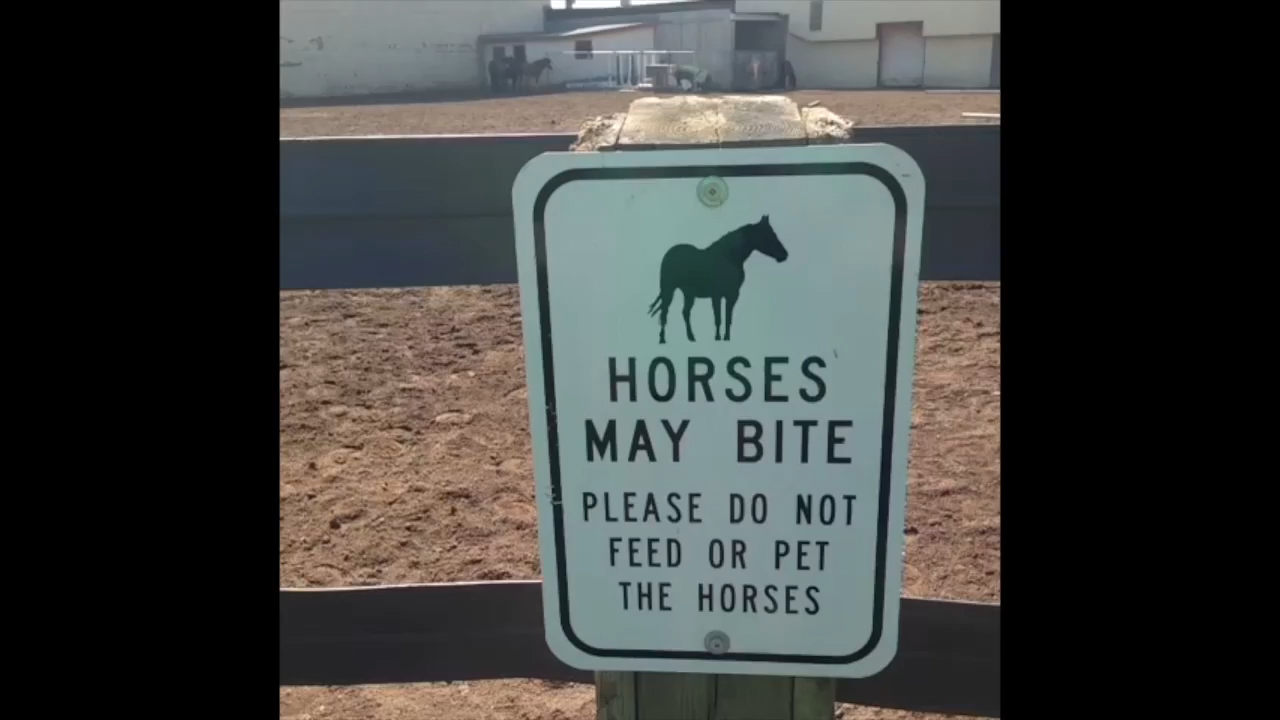 HORSES
MAY BITE
PLEASE DO NOT
FEED OR PET
THE HORSES